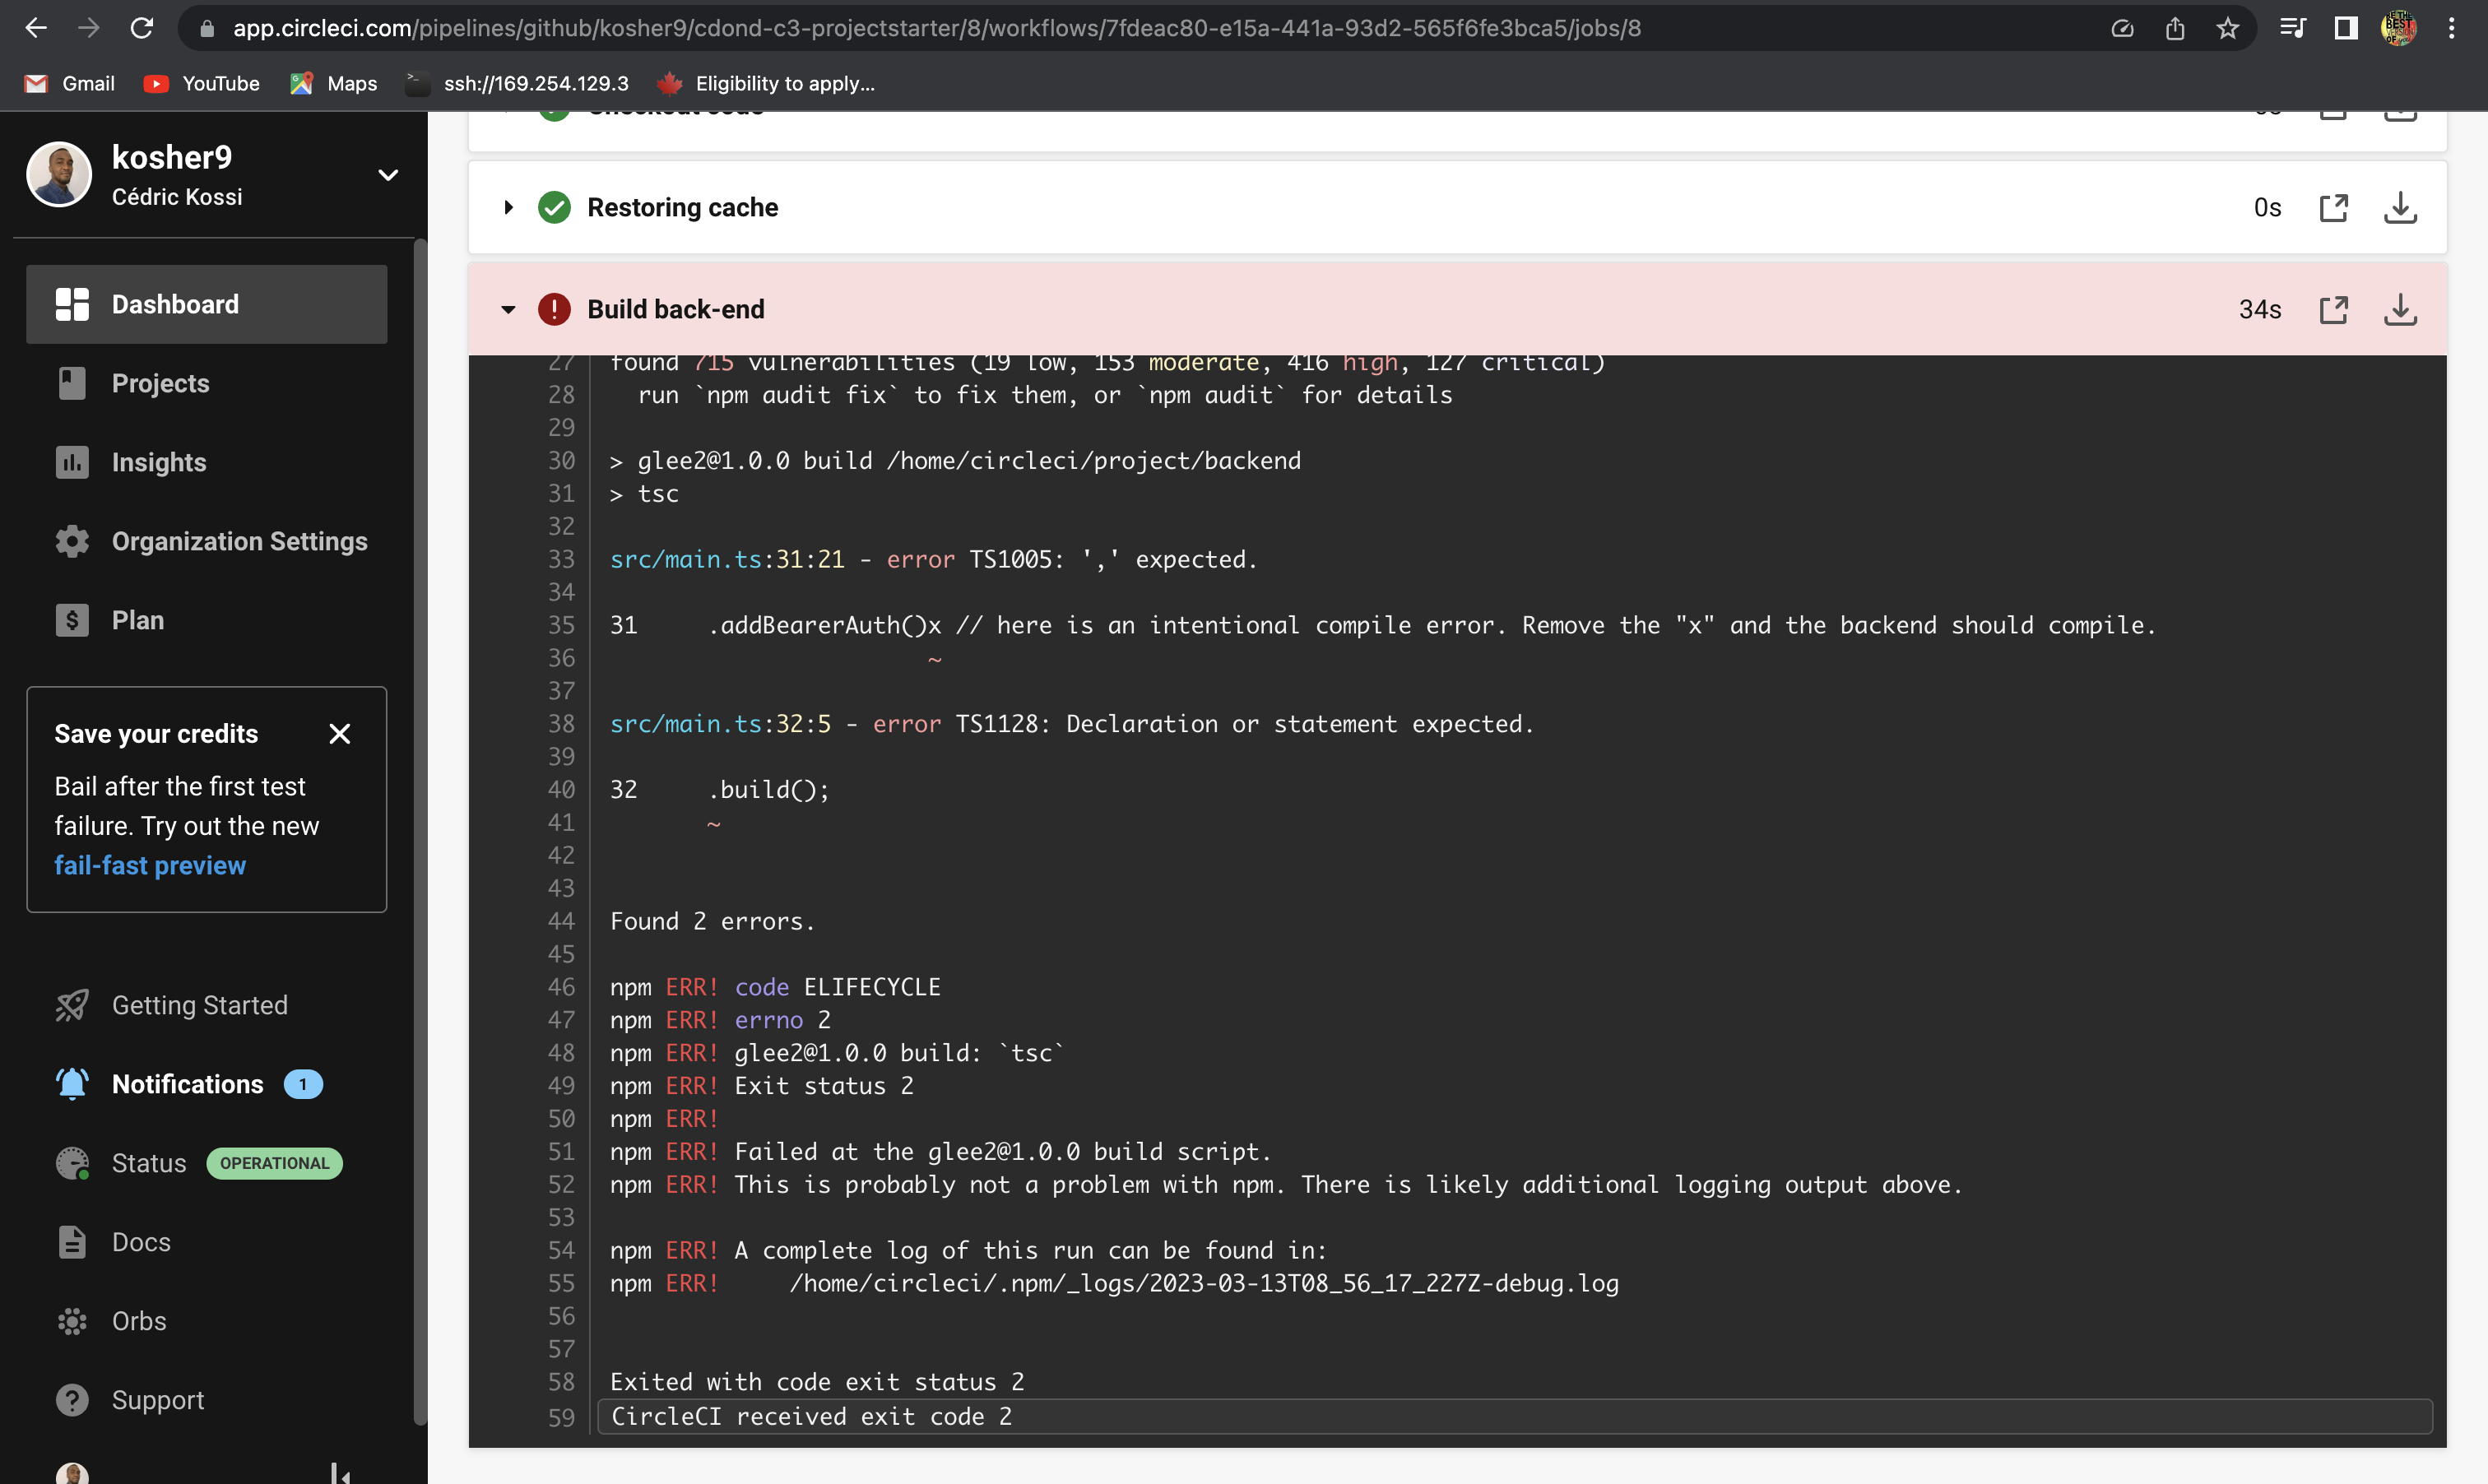 app.circleci.com/pipelines/github/kosher9/cdond-c3-projectstarter/8/workflows/7fdeac80-e15a-441a-93d2-565f6fe3bca5/jobs/8
Gmail
YouTube
Maps
ssh://169.254.129.3
Eligibility to apply...
kosher9
Cédric Kossi
Dashboard
Projects
Insights
Organization Settings
Plan
Save your credits
Bail after the first test
failure. Try out the new
fail-fast preview
Getting Started
Notifications 1
Status OPERATIONAL
Docs
Orbs
Support
Checkout code
Restoring cache 0s
Build back-end 34s
27 found 715 vulnerabilities (19 low, 153 moderate, 416 high, 127 critical)
28 run `npm audit fix` to fix them, or `npm audit` for details
29
30 > glee2@1.0.0 build /home/circleci/project/backend
31 > tsc
32
33 src/main.ts:31:21 - error TS1005: ',' expected.
34
35 31     .addBearerAuth()x // here is an intentional compile error. Remove the "x" and the backend should compile.
36 ~
37
38 src/main.ts:32:5 - error TS1128: Declaration or statement expected.
39
40 32     .build();
41 ~
42
43
44 Found 2 errors.
45
46 npm ERR! code ELIFECYCLE
47 npm ERR! errno 2
48 npm ERR! glee2@1.0.0 build: `tsc`
49 npm ERR! Exit status 2
50 npm ERR!
51 npm ERR! Failed at the glee2@1.0.0 build script.
52 npm ERR! This is probably not a problem with npm. There is likely additional logging output above.
53
54 npm ERR! A complete log of this run can be found in:
55 npm ERR!     /home/circleci/.npm/_logs/2023-03-13T08_56_17_227Z-debug.log
56
57
58 Exited with code exit status 2
59 CircleCI received exit code 2